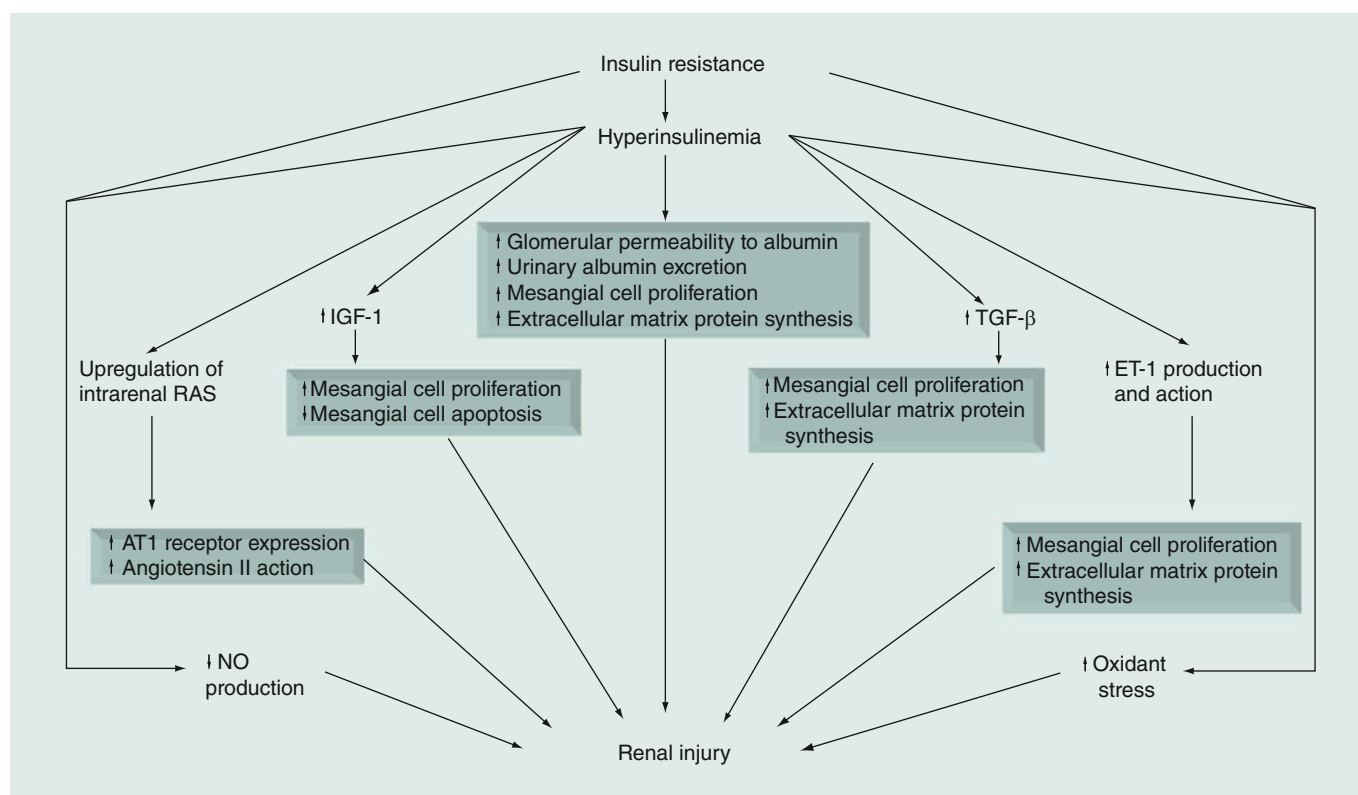 Insulin resistance
Hyperinsulinemia
↑ Glomerular permeability to albumin
↑ Urinary albumin excretion
↑ Mesangial cell proliferation
↑ Extracellular matrix protein synthesis
↑ IGF-1
↑ TGF-β
Upregulation of
intrarenal RAS
↑ Mesangial cell proliferation
↓ Mesangial cell apoptosis
↑ Mesangial cell proliferation
↑ Extracellular matrix protein
synthesis
↑ ET-1 production
and action
↑ AT1 receptor expression
↑ Angiotensin II action
↑ Mesangial cell proliferation
↑ Extracellular matrix protein
synthesis
↓ NO
production
↑ Oxidant
stress
Renal injury